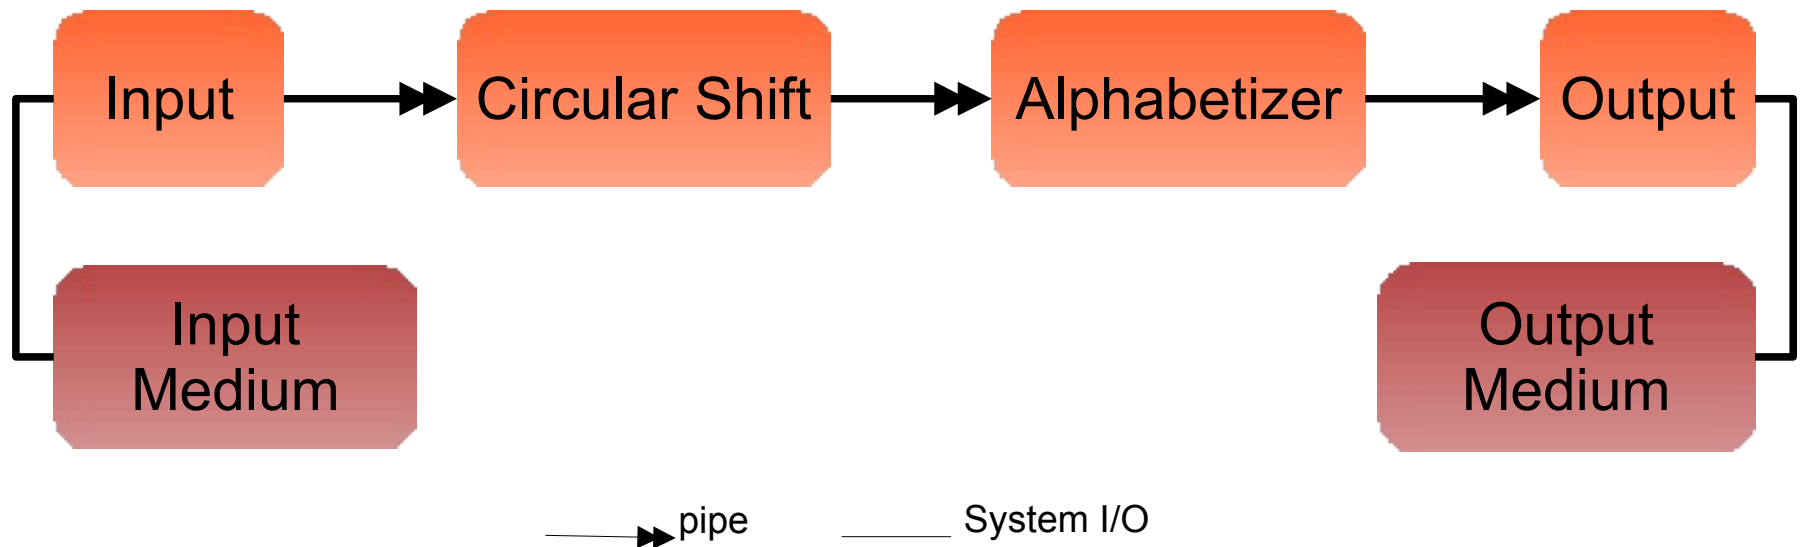 Input
Circular Shift
Alphabetizer
Output
Input
Medium
Output
Medium
pipe
System I/O